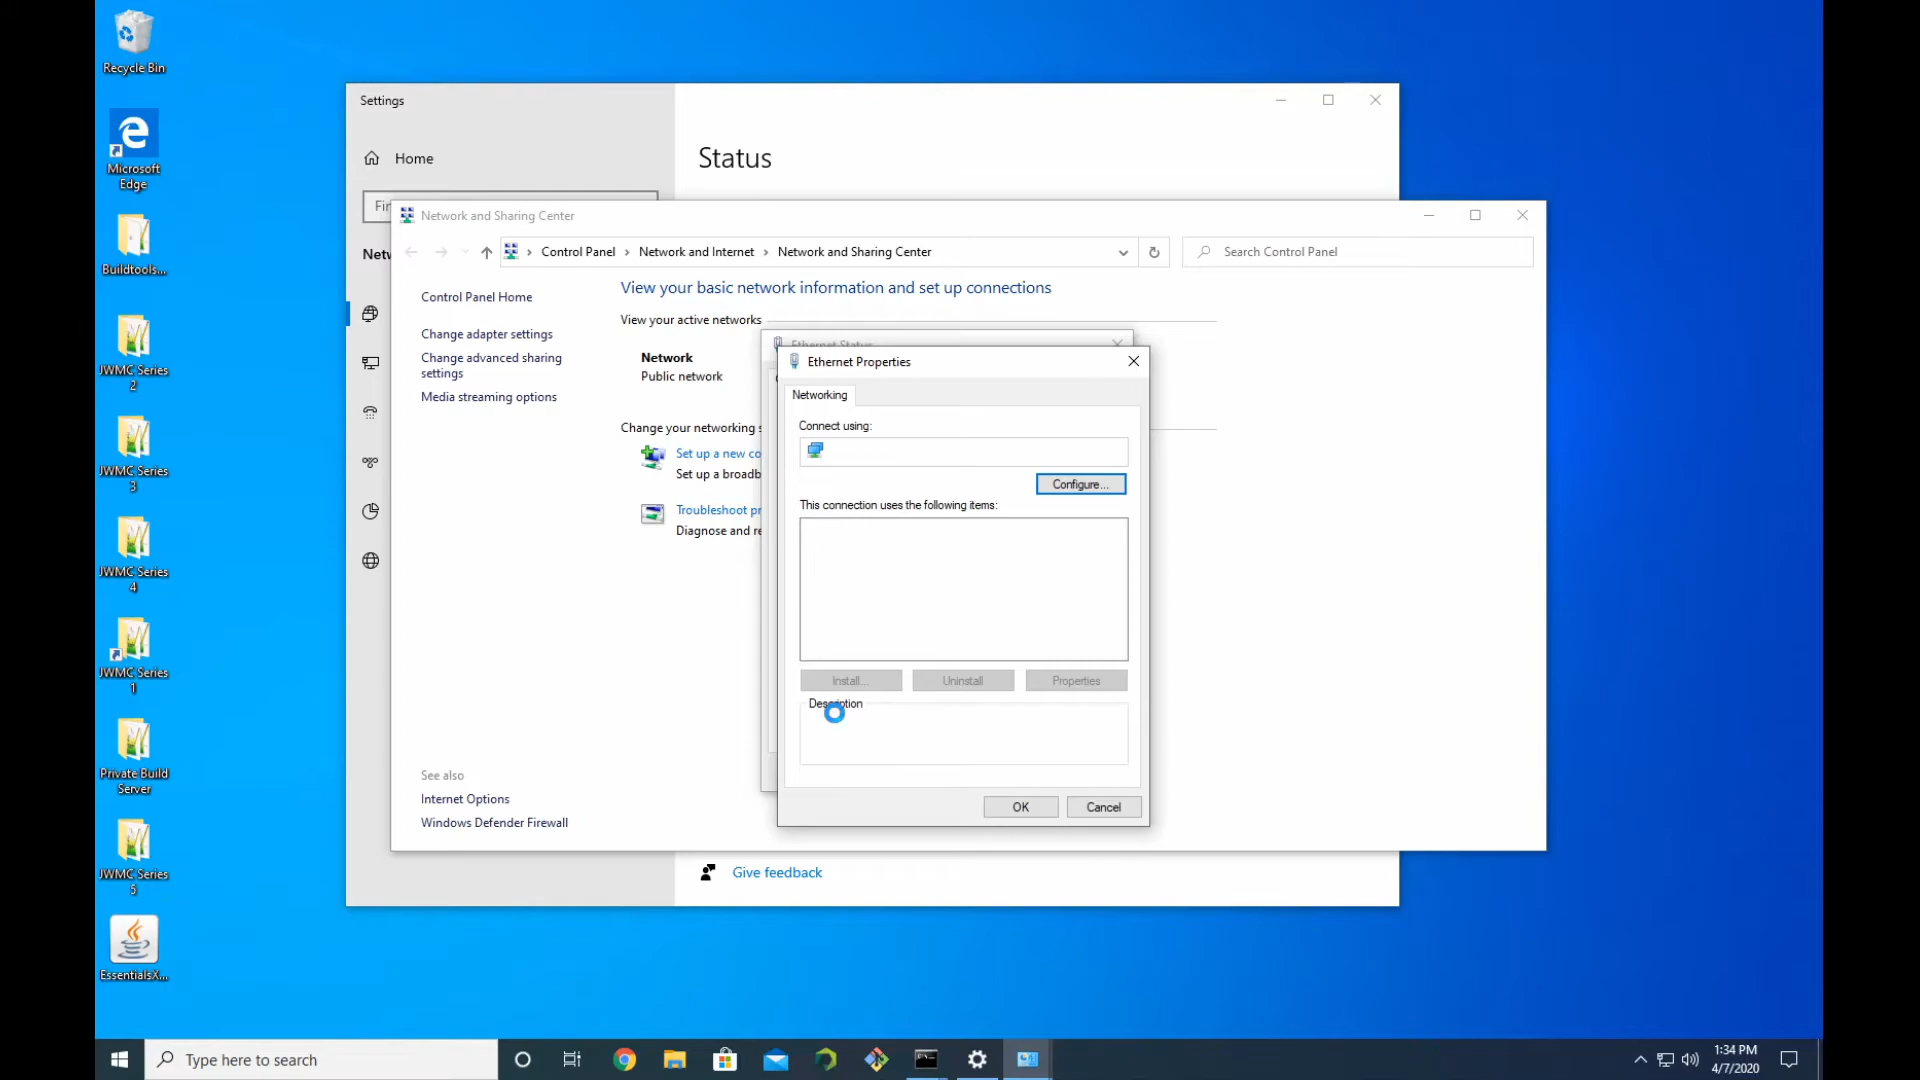 Recycle Bin
Microsoft
Edge
Buildtools...
JWMC Series
2
JWMC Series
3
JWMC Series
4
JWMC Series
1
Private Build
Server
JWMC Series
5
EssentialsX...
Settings
Home
Status
Network and Sharing Center
Control Panel
Network and Internet
Network and Sharing Center
Search Control Panel
Control Panel Home
Change adapter settings
Change advanced sharing
settings
Media streaming options
View your basic network information and set up connections
View your active networks
Network
Public network
Change your networking s
Set up a new co
Set up a broadb
Troubleshoot pr
Diagnose and re
See also
Internet Options
Windows Defender Firewall
Ethernet Status
Ethernet Properties
Networking
Connect using:
Configure...
This connection uses the following items:
Install...
Uninstall
Properties
Description
OK
Cancel
Give feedback
Type here to search
1:34 PM
4/7/2020